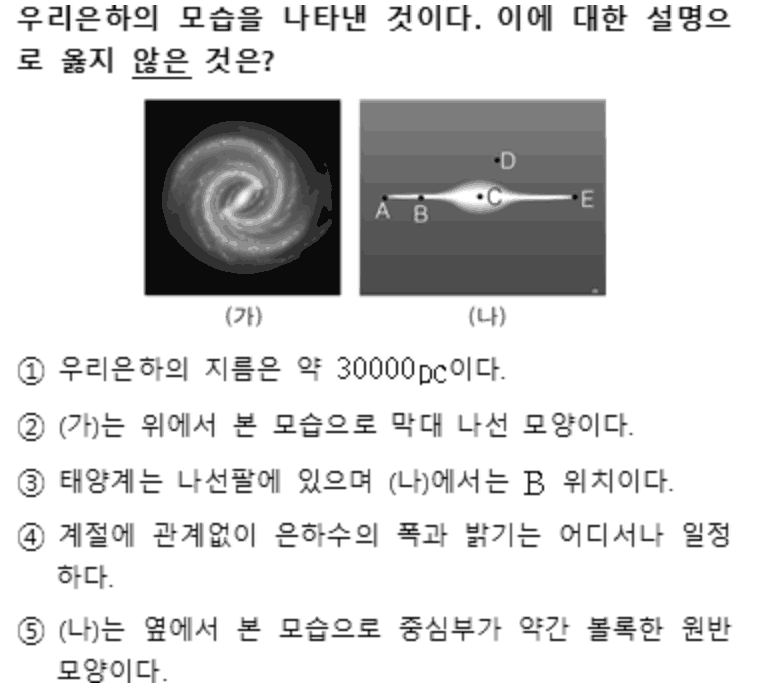 우리은하의 모습을 나타낸 것이다. 이에 대한 설명으
로 옳지 않은 것은?
D
C
A
B
E
(가)
(나)
① 우리은하의 지름은 약 30000pc이다.
② (가)는 위에서 본 모습으로 막대 나선 모양이다.
③ 태양계는 나선팔에 있으며 (나)에서는 B 위치이다.
④ 계절에 관계없이 은하수의 폭과 밝기는 어디서나 일정
하다.
⑤ (나)는 옆에서 본 모습으로 중심부가 약간 볼록한 원반
모양이다.